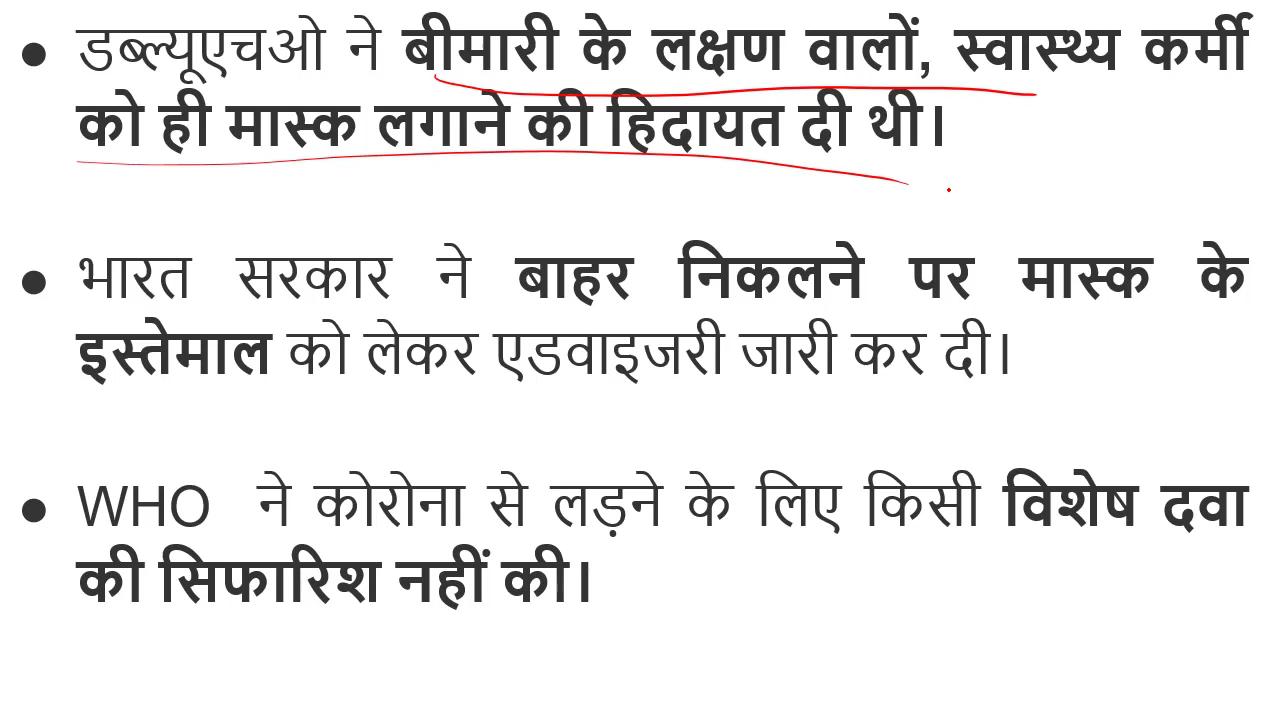 • डब्ल्यूएचओ ने बीमारी के लक्षण वालों, स्वास्थ्य कर्मी
को ही मास्क लगाने की हिदायत दी थी।
• भारत सरकार ने बाहर निकलने पर मास्क के
इस्तेमाल को लेकर एडवाइजरी जारी कर दी।
• WHO ने कोरोना से लड़ने के लिए किसी विशेष दवा
की सिफारिश नहीं की।